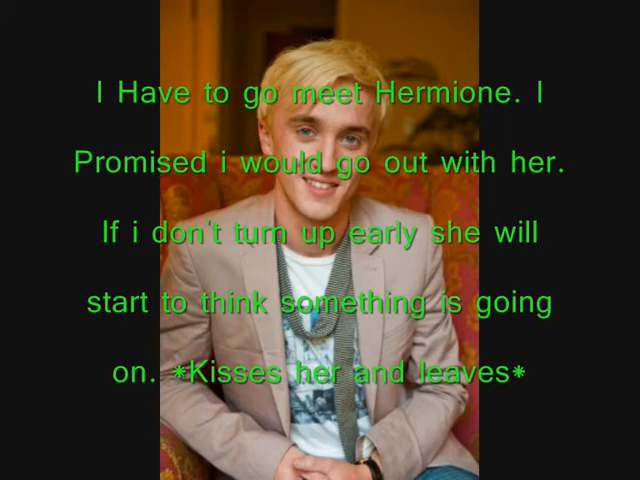 I Have to go meet Hermione. I
Promised i would go out with her.
If i don't turn up early she will
start to think something is going
on. *Kisses her and leaves*